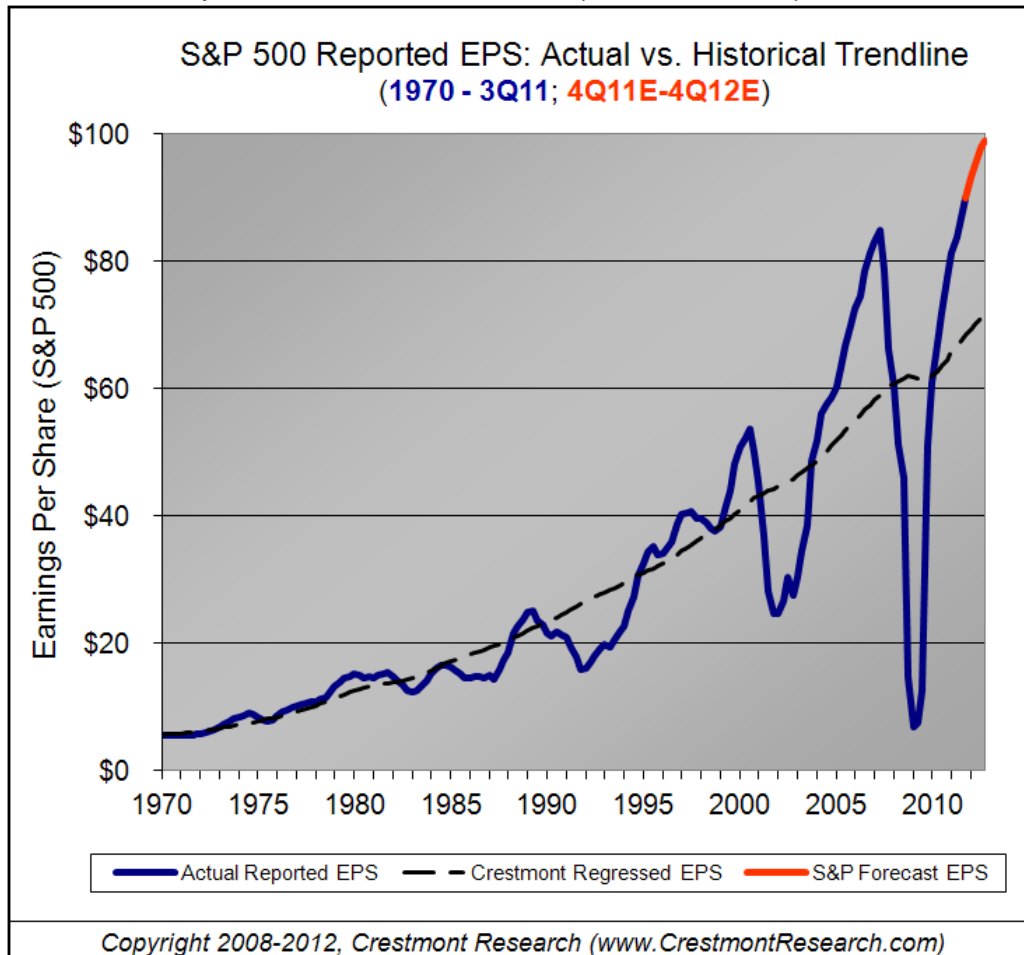 S&P 500 Reported EPS: Actual vs. Historical Trendline
(1970 - 3Q11; 4Q11E-4Q12E)
Earnings Per Share (S&P 500)
$100
$80
$60
$40
$20
$0
1970 1975 1980 1985 1990 1995 2000 2005 2010
Actual Reported EPS Crestmont Regressed EPS S&P Forecast EPS
Copyright 2008-2012, Crestmont Research (www.CrestmontResearch.com)